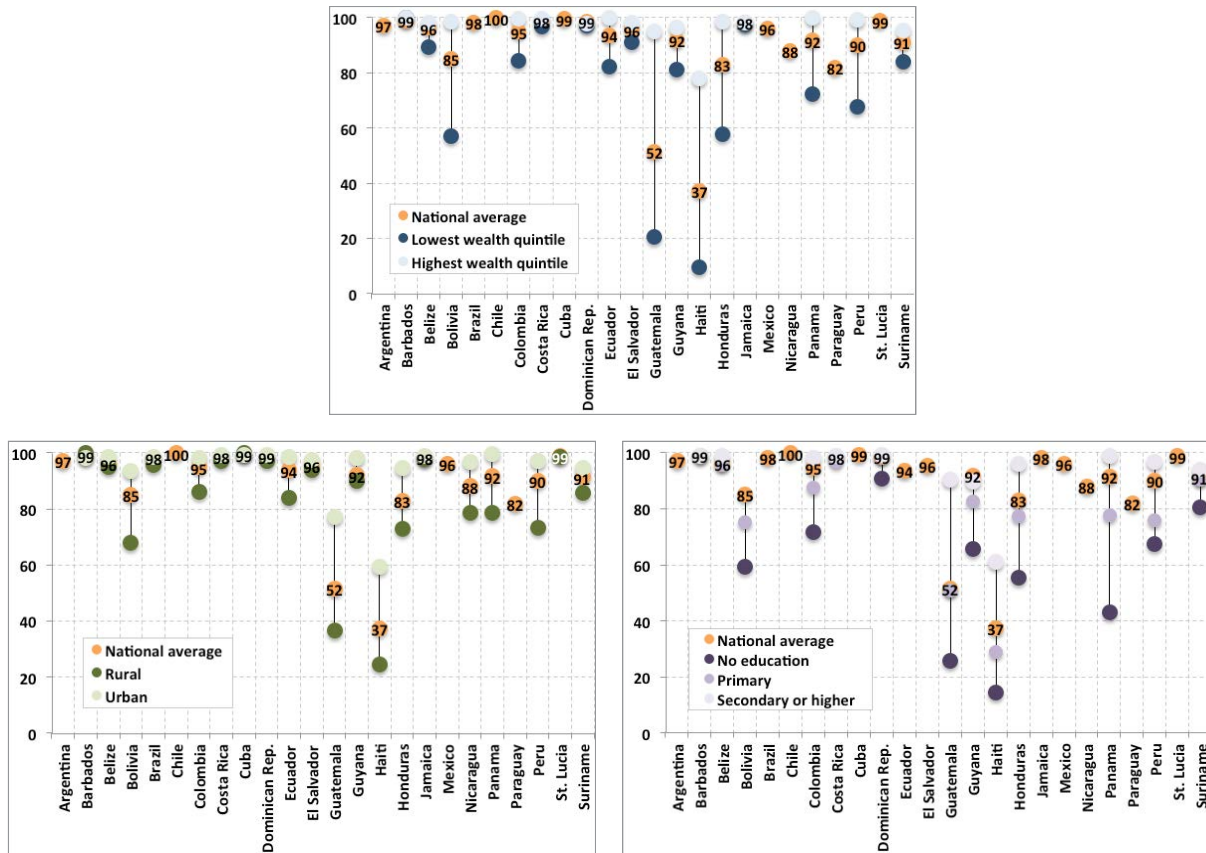 100
80
60
40
20
0
97
99
96
85
98
100
95
98
99
99
94
96
52
92
37
83
98
96
88
92
82
90
99
91
National average
Lowest wealth quintile
Highest wealth quintile
Argentina
Barbados
Belize
Bolivia
Brazil
Chile
Colombia
Costa Rica
Cuba
Dominican Rep.
Ecuador
El Salvador
Guatemala
Guyana
Haiti
Honduras
Jamaica
Mexico
Nicaragua
Panama
Paraguay
Peru
St. Lucia
Suriname
100
80
60
40
20
0
97
99
96
85
98
100
95
98
99
99
94
96
52
92
37
83
98
96
88
92
82
90
99
91
National average
Rural
Urban
Argentina
Barbados
Belize
Bolivia
Brazil
Chile
Colombia
Costa Rica
Cuba
Dominican Rep.
Ecuador
El Salvador
Guatemala
Guyana
Haiti
Honduras
Jamaica
Mexico
Nicaragua
Panama
Paraguay
Peru
St. Lucia
Suriname
100
80
60
40
20
0
97
99
96
85
98
100
95
98
99
99
94
96
52
92
37
83
98
96
88
91
82
90
99
91
National average
No education
Primary
Secondary or higher
Argentina
Barbados
Belize
Bolivia
Brazil
Chile
Colombia
Costa Rica
Cuba
Dominican Rep.
Ecuador
El Salvador
Guatemala
Guyana
Haiti
Honduras
Jamaica
Mexico
Nicaragua
Panama
Paraguay
Peru
St. Lucia
Suriname